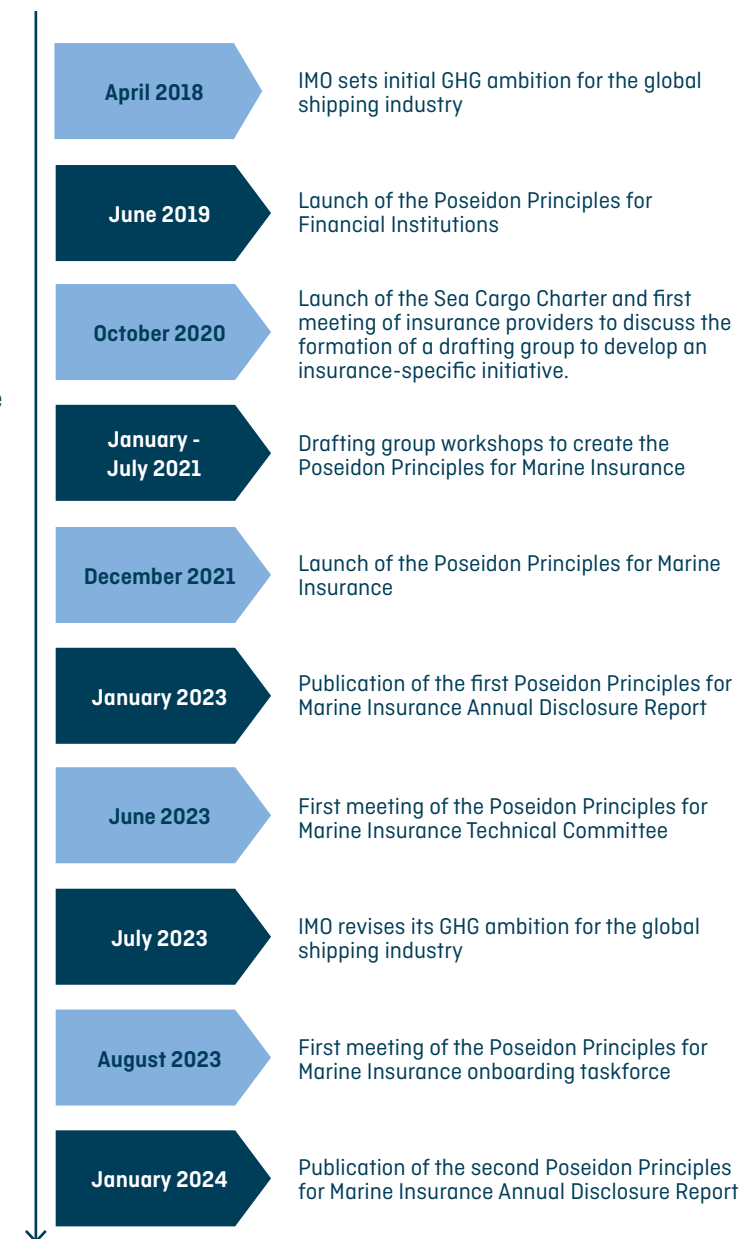 April 2018
IMO sets initial GHG ambition for the global
shipping industry
June 2019
Launch of the Poseidon Principles for
Financial Institutions
October 2020
Launch of the Sea Cargo Charter and first
meeting of insurance providers to discuss the
formation of a drafting group to develop an
insurance-specific initiative.
January -
July 2021
Drafting group workshops to create the
Poseidon Principles for Marine Insurance
December 2021
Launch of the Poseidon Principles for Marine
Insurance
January 2023
Publication of the first Poseidon Principles for
Marine Insurance Annual Disclosure Report
June 2023
First meeting of the Poseidon Principles for
Marine Insurance Technical Committee
July 2023
IMO revises its GHG ambition for the global
shipping industry
August 2023
First meeting of the Poseidon Principles for
Marine Insurance onboarding taskforce
January 2024
Publication of the second Poseidon Principles
for Marine Insurance Annual Disclosure Report